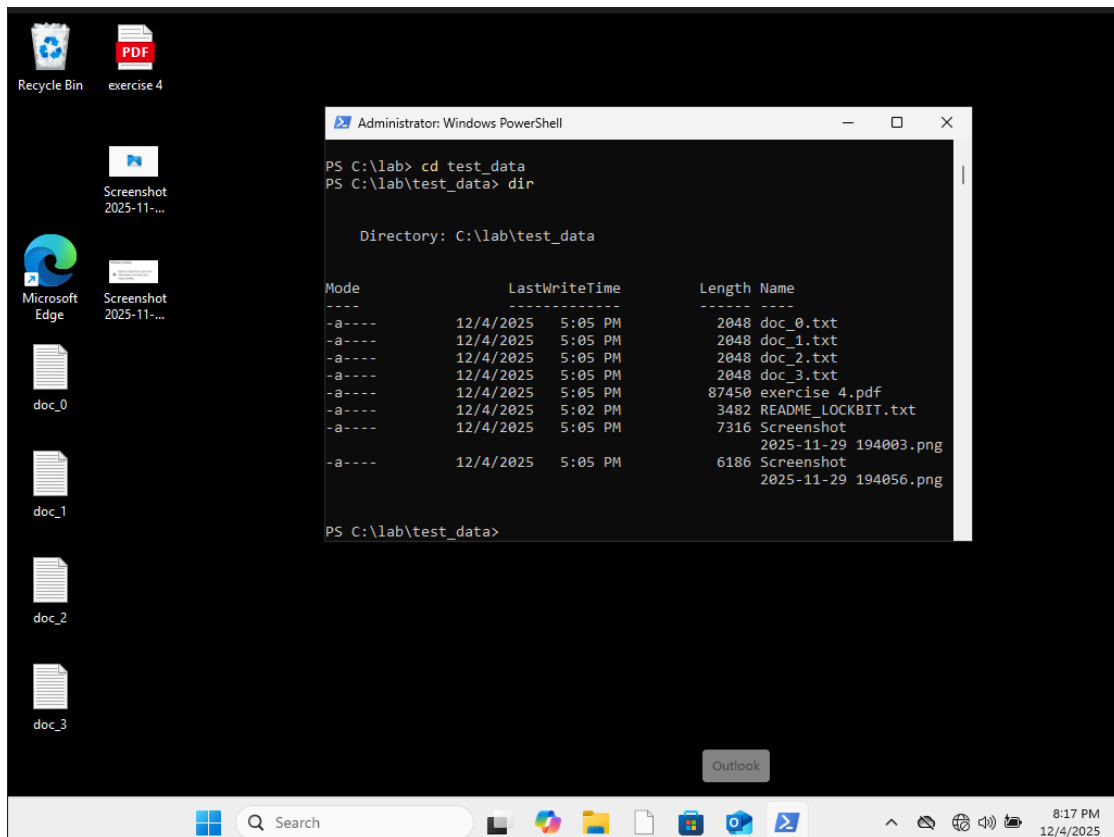 Recycle Bin
PDF
exercise 4
Screenshot
2025-11-...
Microsoft
Edge
Screenshot
2025-11-...
doc_0
doc_1
doc_2
doc_3
Administrator: Windows PowerShell
PS C:\lab> cd test_data
PS C:\lab\test_data> dir
Directory: C:\lab\test_data
Mode LastWriteTime Length Name
---- ------------- ------ ----
-a---- 12/4/2025 5:05 PM 2048 doc_0.txt
-a---- 12/4/2025 5:05 PM 2048 doc_1.txt
-a---- 12/4/2025 5:05 PM 2048 doc_2.txt
-a---- 12/4/2025 5:05 PM 2048 doc_3.txt
-a---- 12/4/2025 5:05 PM 87450 exercise 4.pdf
-a---- 12/4/2025 5:02 PM 3482 README_LOCKBIT.txt
-a---- 12/4/2025 5:05 PM 7316 Screenshot
2025-11-29 194003.png
-a---- 12/4/2025 5:05 PM 6186 Screenshot
2025-11-29 194056.png
PS C:\lab\test_data>
Outlook
Search
8:17 PM
12/4/2025